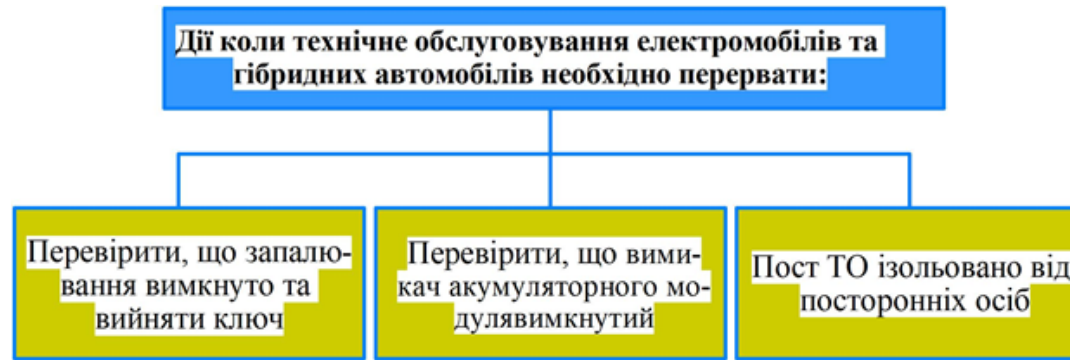 Дії коли технічне обслуговування електромобілів та
гібридних автомобілів необхідно перервати:
Перевірити, що запалю-
вання вимкнуто та
вийняти ключ
Перевірити, що вими-
кач акумуляторного мо-
дулявимкнутий
Пост ТО ізольовано від
посторонніх осіб